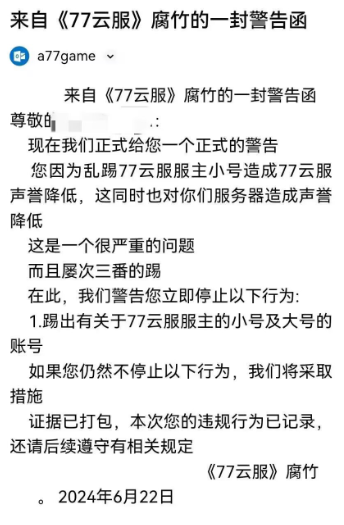 来自《77云服》腐竹的一封警告函
a77game
来自《77云服》腐竹的一封警告函
尊敬的
现在我们正式给您一个正式的警告
您因为乱踢77云服服主小号造成77云服
声誉降低，这同时也对你们服务器造成声誉
降低
这是一个很严重的问题
而且屡次三番的踢
在此，我们警告您立即停止以下行为:
1.踢出有关于77云服服主的小号及大号的
账号
如果您仍然不停止以下行为，我们将采取
措施
证据已打包，本次您的违规行为已记录，
还请后续遵守有相关规定
《77云服》腐竹
。 2024年6月22日